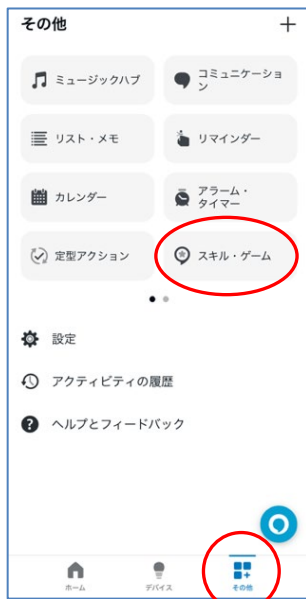 その他
ミュージックハブ
コミュニケーショ
ン
リスト・メモ
リマインダー
カレンダー
アラーム・
タイマー
定型アクション
スキル・ゲーム
設定
アクティビティの履歴
ヘルプとフィードバック
ホーム
デバイス
その他